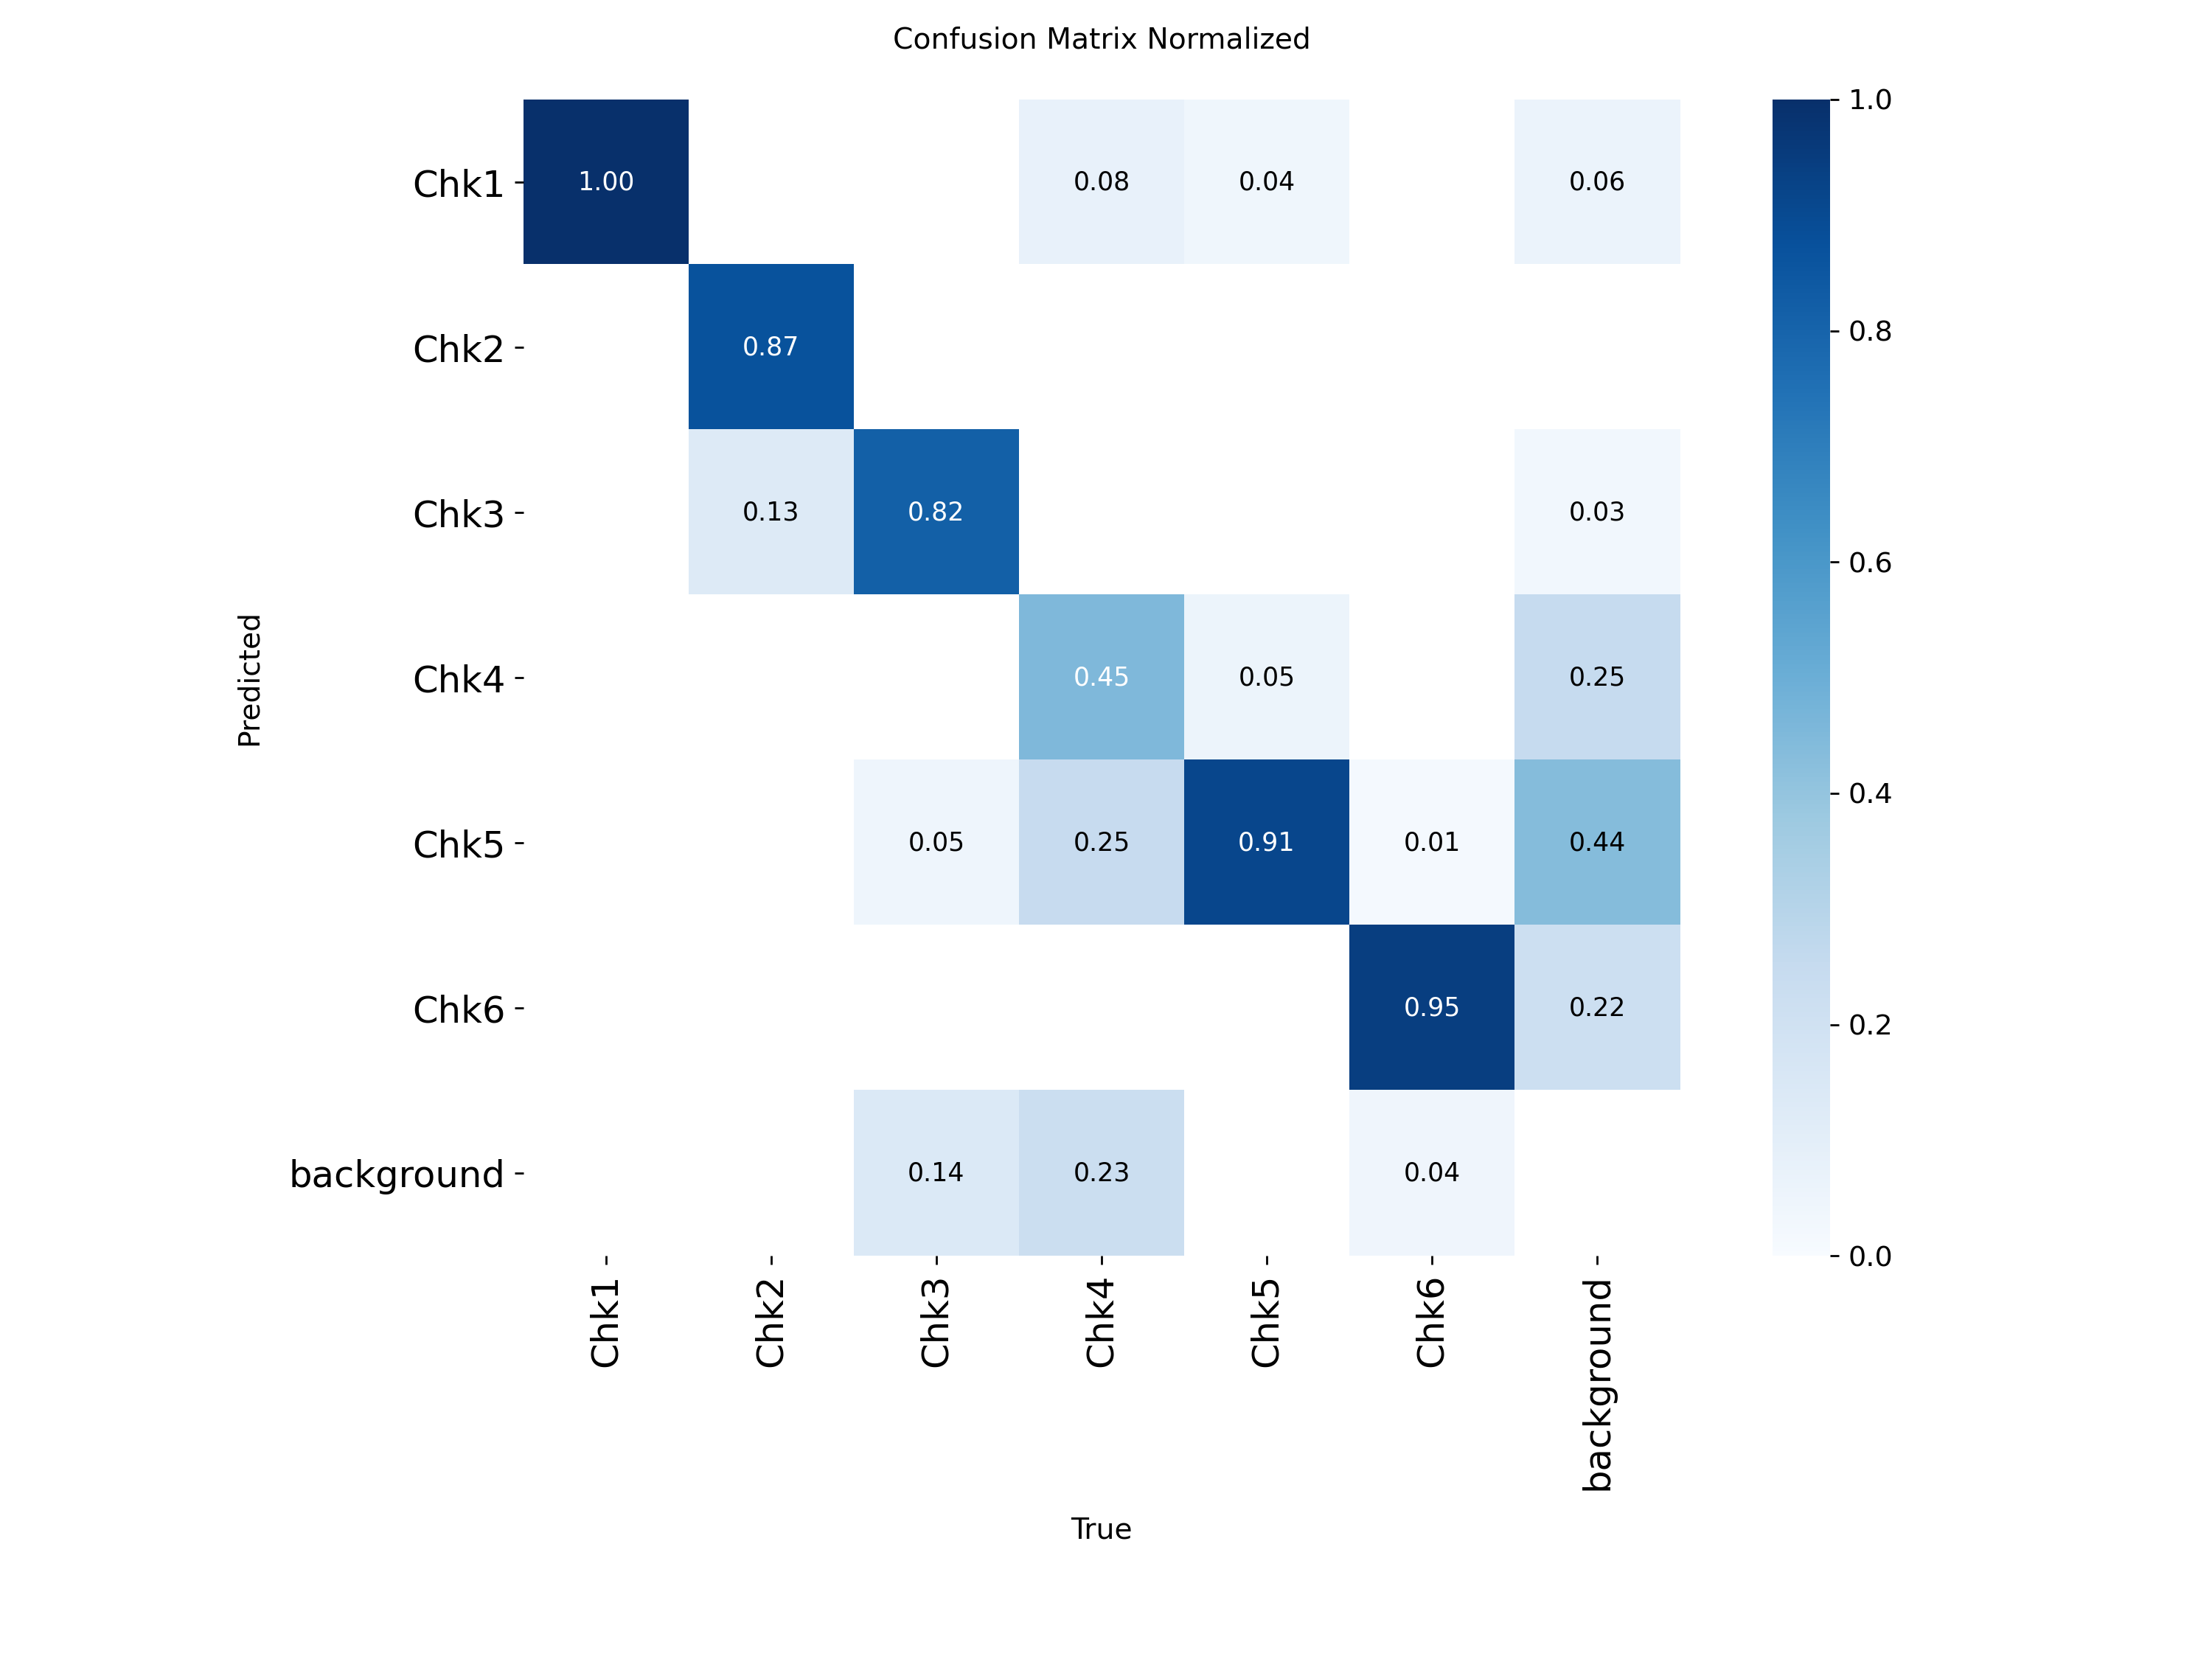 Confusion Matrix Normalized
Chk1 1.00 0.08 0.04 0.06
Chk2 0.87
Chk3 0.13 0.82 0.03
Chk4 0.45 0.05 0.25
Chk5 0.05 0.25 0.91 0.01 0.44
Chk6 0.95 0.22
background 0.14 0.23 0.04
Predicted
Chk1 Chk2 Chk3 Chk4 Chk5 Chk6 background
True
1.0
0.8
0.6
0.4
0.2
0.0